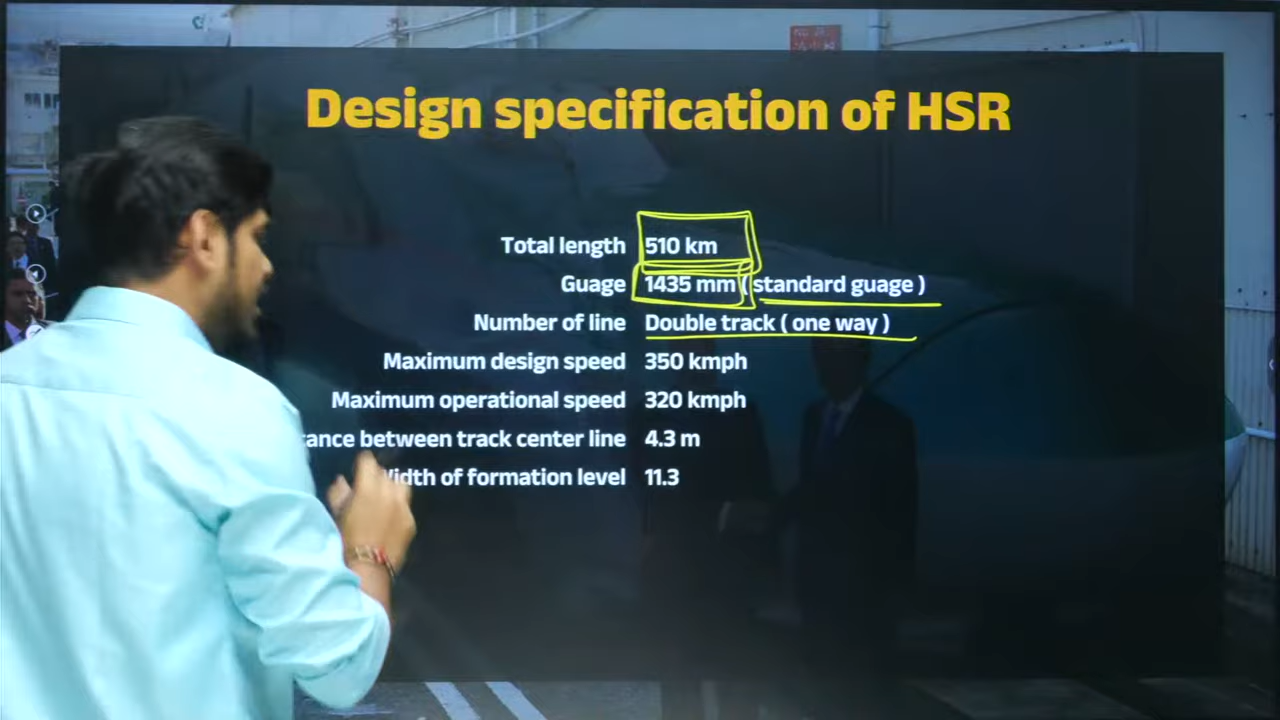 Design specification of HSR
Total length 510 km
Guage 1435 mm ( standard guage )
Number of line Double track ( one way )
Maximum design speed 350 kmph
Maximum operational speed 320 kmph
between track center line 4.3 m
of formation level 11.3